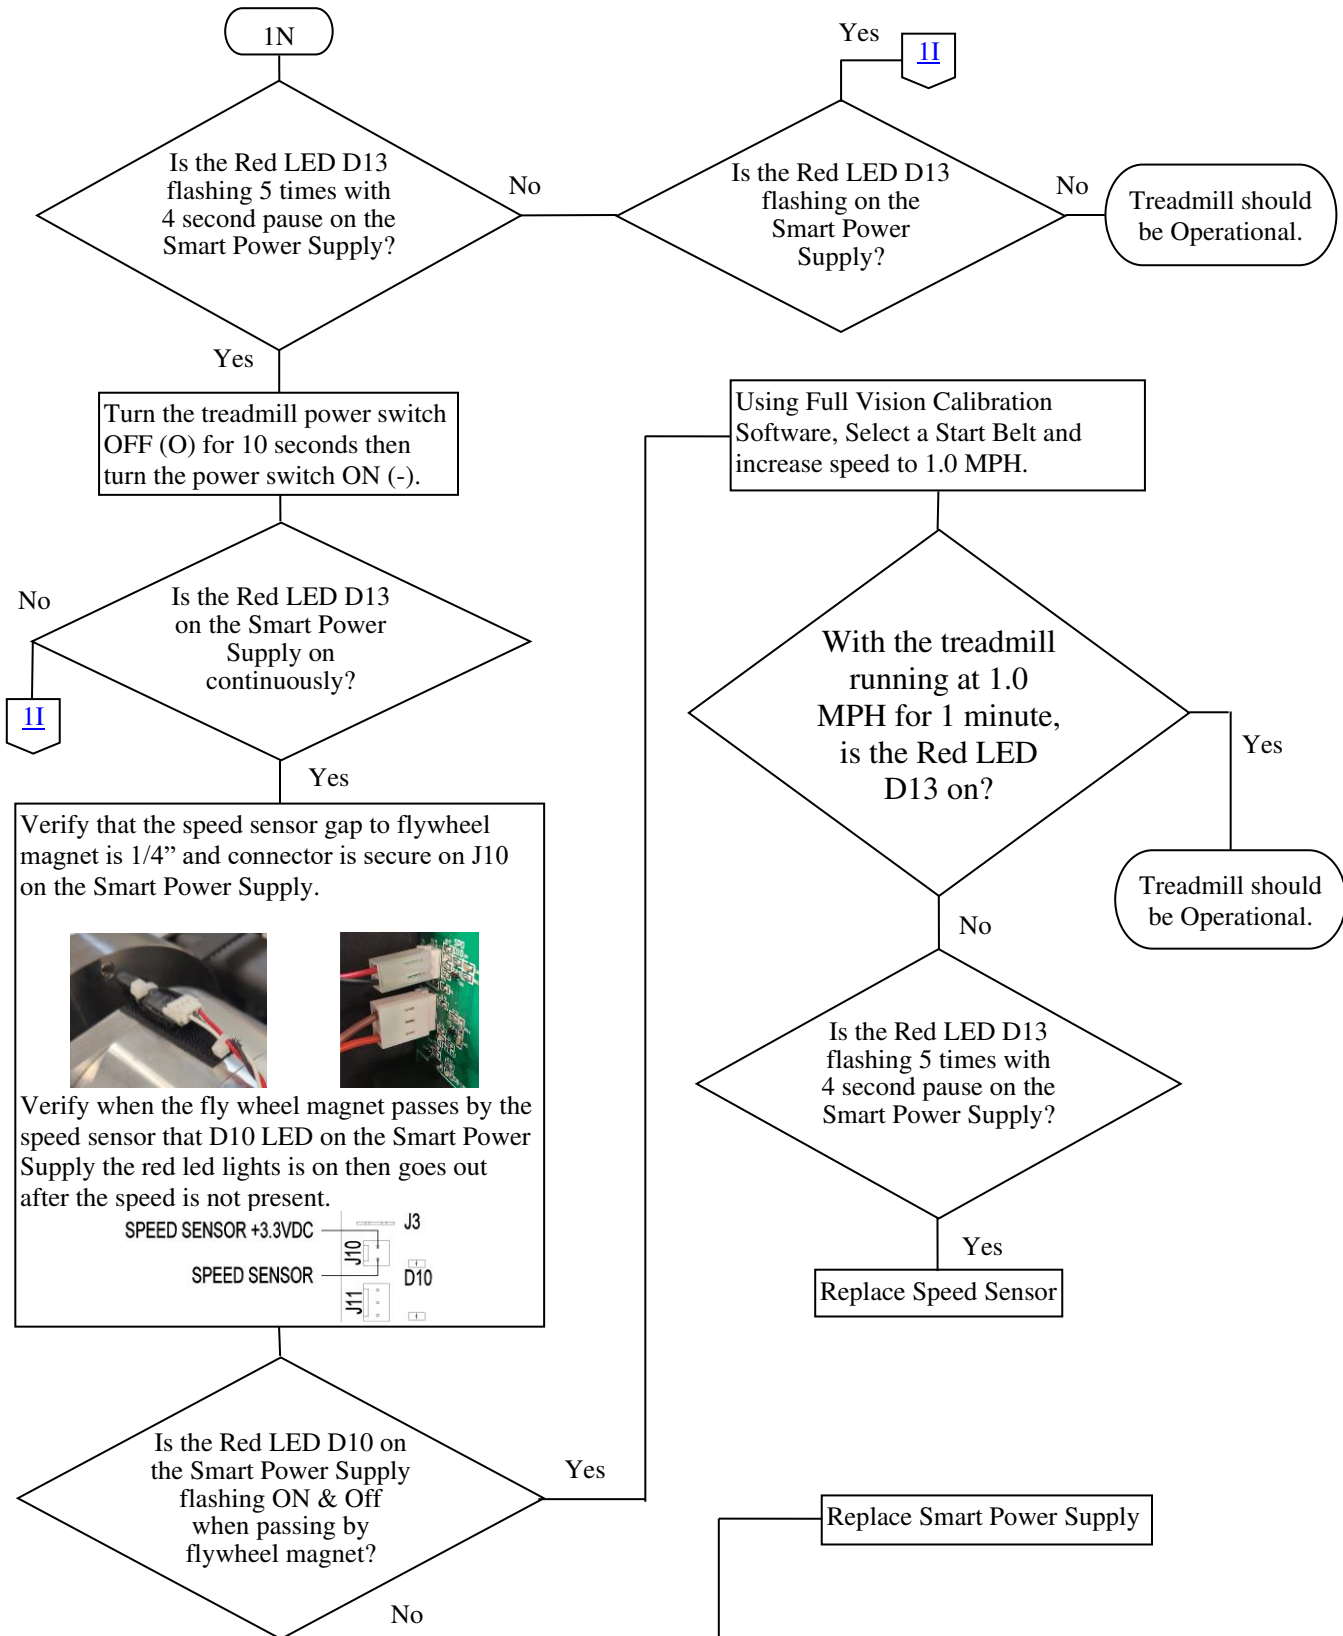 1N
Is the Red LED D13
flashing 5 times with
4 second pause on the
Smart Power Supply?
No
Yes
1I
Is the Red LED D13
flashing on the
Smart Power
Supply?
No
Treadmill should
be Operational.
Yes
Turn the treadmill power switch
OFF (O) for 10 seconds then
turn the power switch ON (-).
Is the Red LED D13
on the Smart Power
Supply on
continuously?
No
1I
Yes
Verify that the speed sensor gap to flywheel
magnet is 1/4” and connector is secure on J10
on the Smart Power Supply.
Verify when the fly wheel magnet passes by the
speed sensor that D10 LED on the Smart Power
Supply the red led lights is on then goes out
after the speed is not present.
SPEED SENSOR +3.3VDC
SPEED SENSOR
J3
J10
D10
J11
Is the Red LED D10 on
the Smart Power Supply
flashing ON & Off
when passing by
flywheel magnet?
Yes
No
Using Full Vision Calibration
Software, Select a Start Belt and
increase speed to 1.0 MPH.
With the treadmill
running at 1.0
MPH for 1 minute,
is the Red LED
D13 on?
Yes
Treadmill should
be Operational.
No
Is the Red LED D13
flashing 5 times with
4 second pause on the
Smart Power Supply?
Yes
Replace Speed Sensor
Replace Smart Power Supply